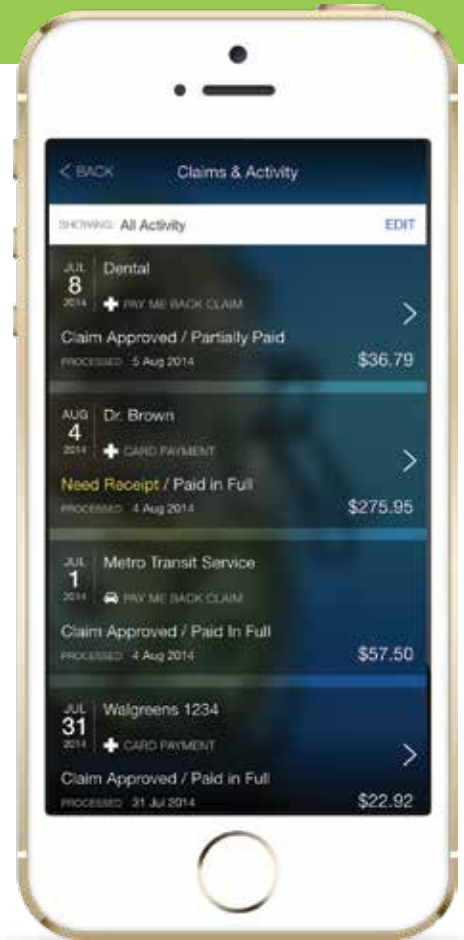 < BACK Claims & Activity
SHOWING: All Activity EDIT
JUL
8
2014
Dental
PAY ME BACK CLAIM
Claim Approved / Partially Paid
PROCESSED: 5 Aug 2014 $36.79
AUG
4
2014
Dr. Brown
CARD PAYMENT
Need Receipt / Paid in Full
PROCESSED: 4 Aug 2014 $275.95
JUL
1
2014
Metro Transit Service
PAY ME BACK CLAIM
Claim Approved / Paid In Full
PROCESSED: 4 Aug 2014 $57.50
JUL
31
2014
Walgreens 1234
CARD PAYMENT
Claim Approved / Paid in Full
PROCESSED: 31 Jul 2014 $22.92